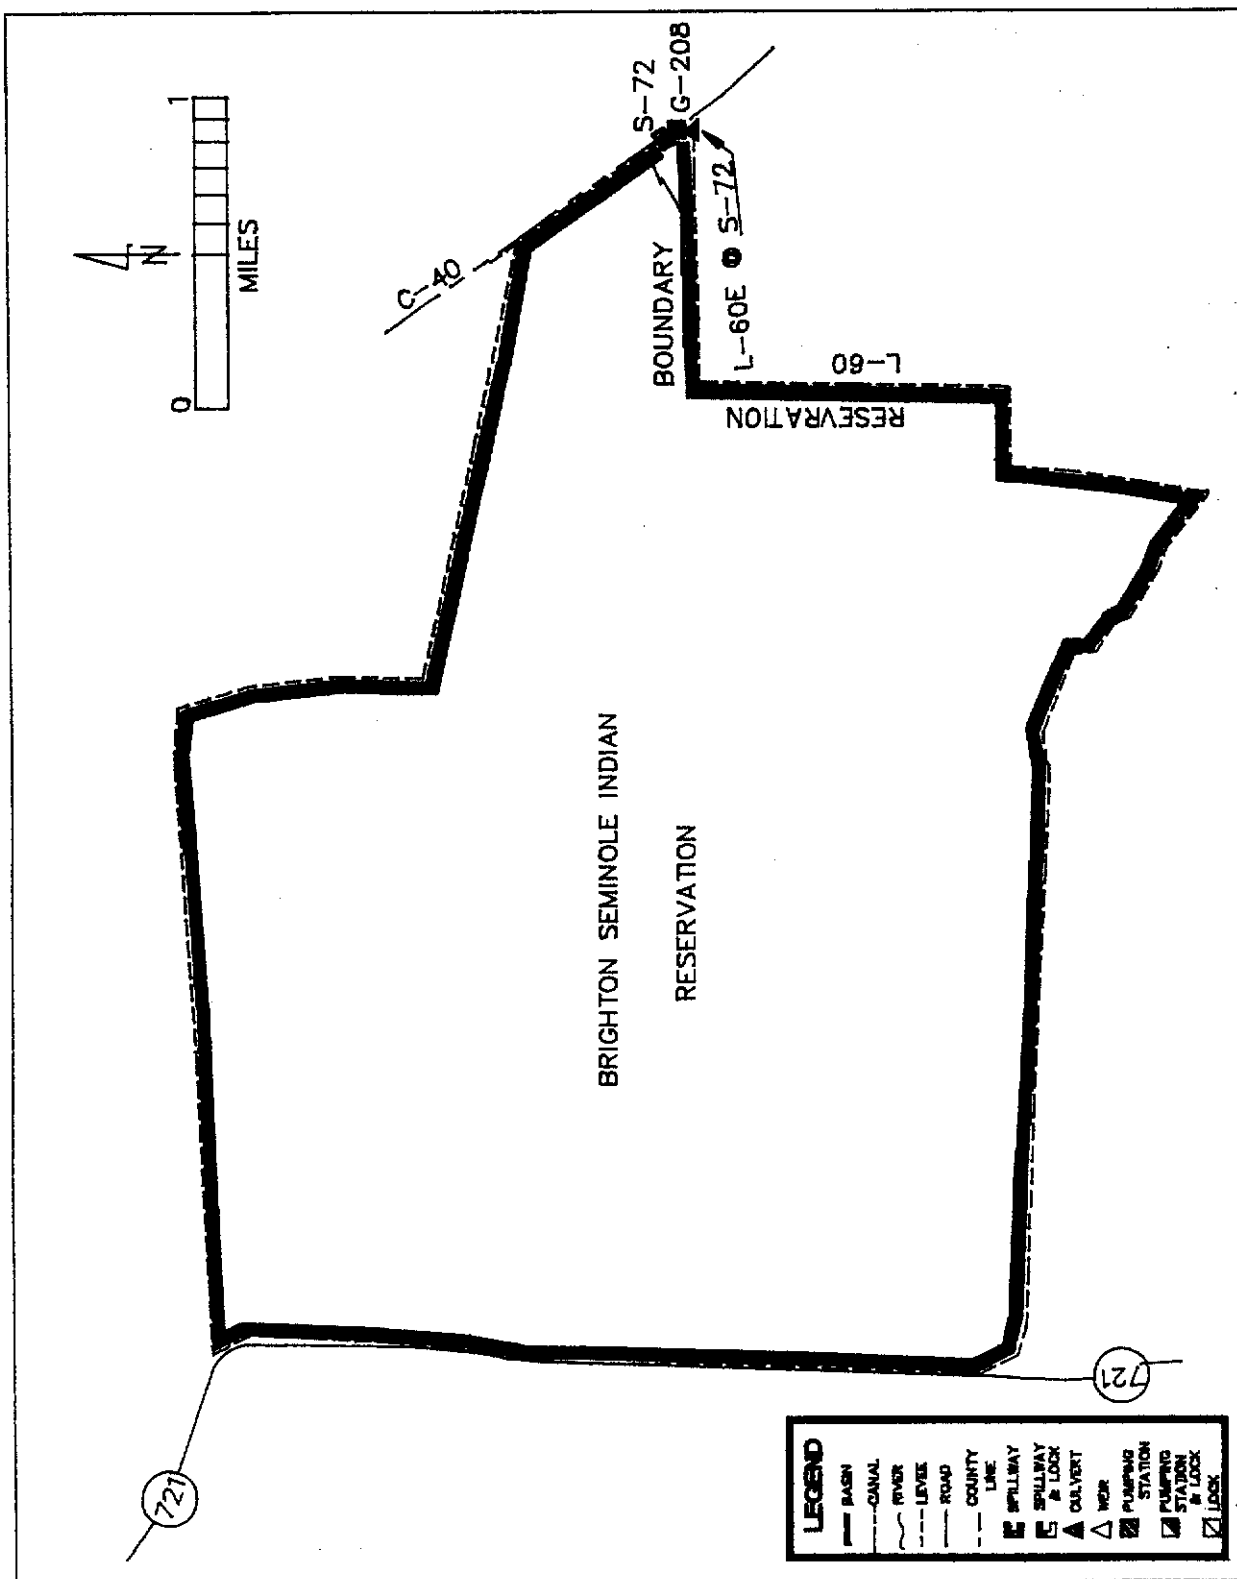 721
C-40
S-72
G-208
BOUNDARY
L-60E @ S-72
BRIGHTON SEMINOLE INDIAN
RESERVATION
RESEVRATION
L-60
721
N
0 1
MILES
LEGEND
BASIN
CANAL
RIVER
LEVEE
ROAD
COUNTY
LINE
SPILLWAY
SPILLWAY
& LOCK
CULVERT
WEIR
PUMPING
STATION
PUMPING
STATION
& LOCK
LOCK